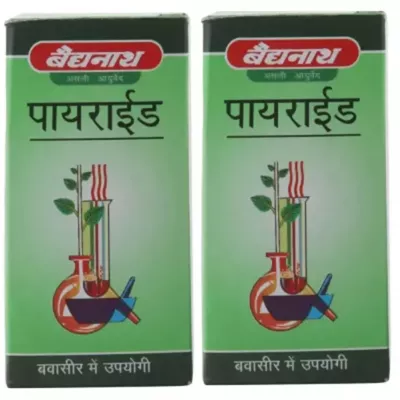 बैद्यनाथ
असली आयुर्वेद
पायराईड
बवासीर में उपयोगी
बैद्यनाथ
असली आयुर्वेद
पायराईड
बवासीर में उपयोगी